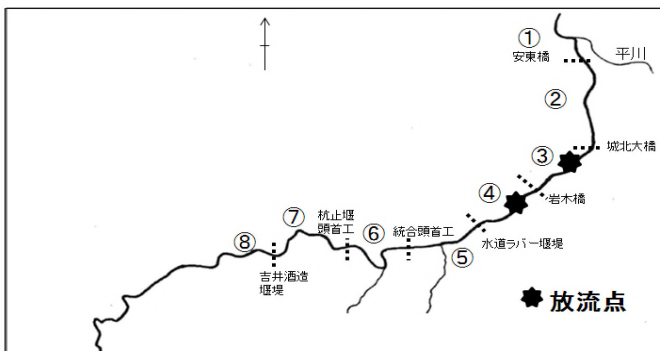 ①
平川
安東橋
②
城北大橋
③
岩木橋
④
水道ラバー堰堤
⑤
統合頭首工
⑥
杭止堰
頭首工
⑦
吉井酒造
堰堤
⑧
放流点